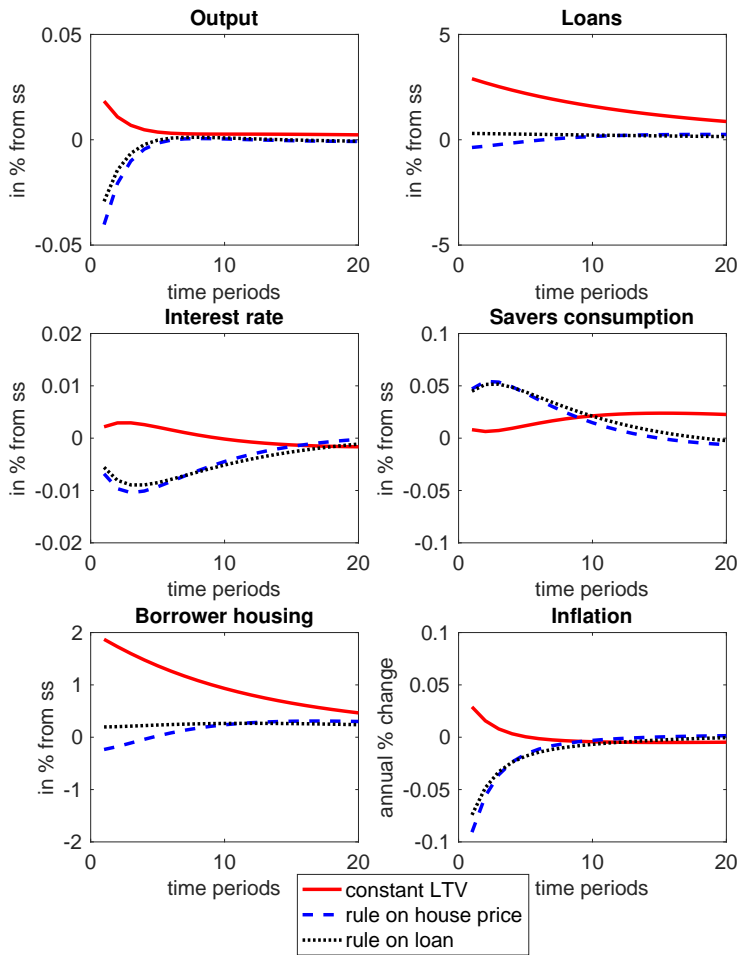 Output
in % from ss
0.05
0
-0.05
0 10 20
time periods
Loans
in % from ss
5
0
-5
0 10 20
time periods
Interest rate
in % from ss
0.02
0.01
0
-0.01
-0.02
0 10 20
time periods
Savers consumption
in % from ss
0.1
0.05
0
-0.05
-0.1
0 10 20
time periods
Borrower housing
in % from ss
2
1
0
-1
-2
0 10 20
time periods
Inflation
annual % change
0.1
0.05
0
-0.05
-0.1
0 10 20
time periods
constant LTV
rule on house price
rule on loan